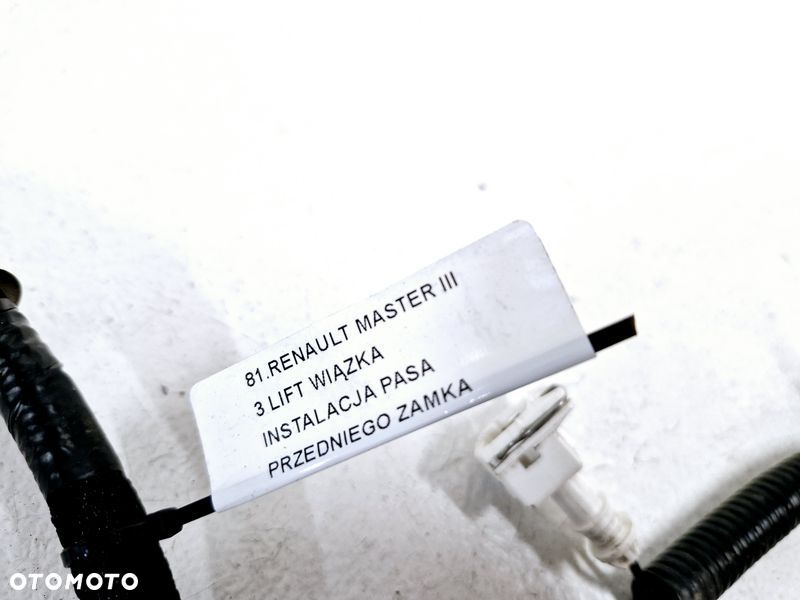 81.RENAULT MASTER III
3 LIFT WIĄZKA
INSTALACJA PASA
PRZEDNIEGO ZAMKA
OTOMOTO